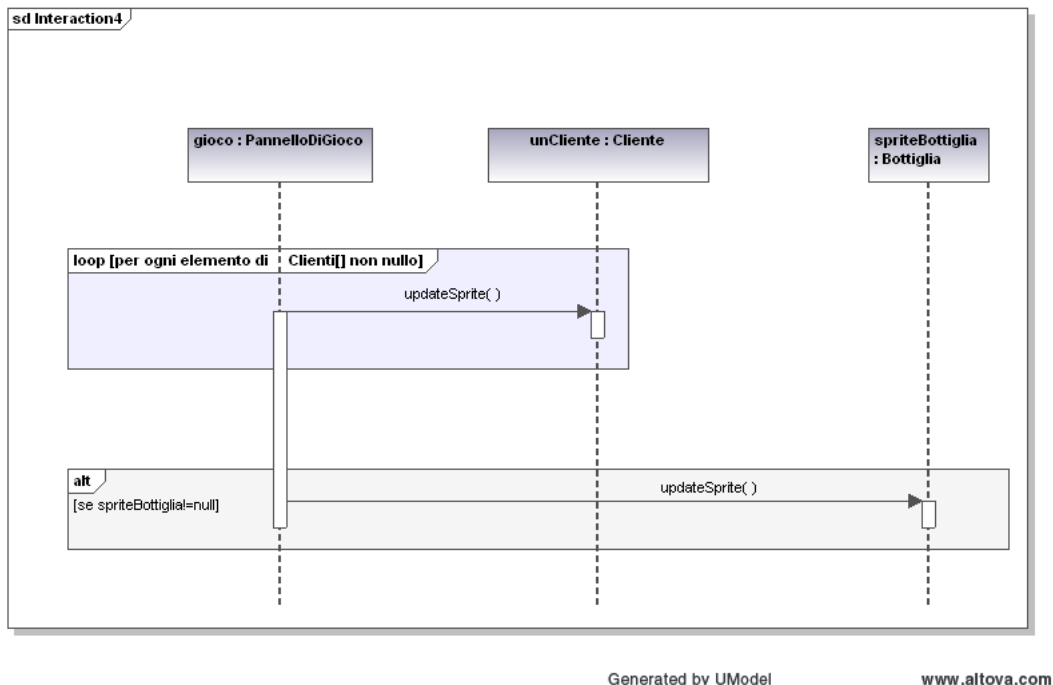 sd Interaction4
gioco : PannelloDiGioco
unCliente : Cliente
spriteBottiglia
: Bottiglia
loop [per ogni elemento di Clienti[] non nullo]
updateSprite( )
alt
[se spriteBottiglia!=null]
updateSprite( )
Generated by UModel
www.altova.com